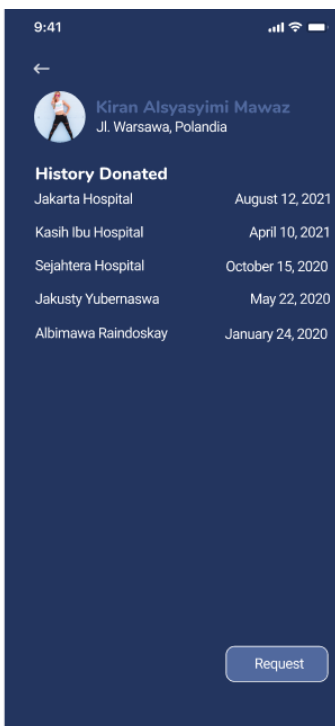 9:41
Kiran Alsyasyimi Mawaz
Jl. Warsawa, Polandia
History Donated
Jakarta Hospital August 12, 2021
Kasih Ibu Hospital April 10, 2021
Sejahtera Hospital October 15, 2020
Jakusty Yubernaswa May 22, 2020
Albimawa Raindoskay January 24, 2020
Request